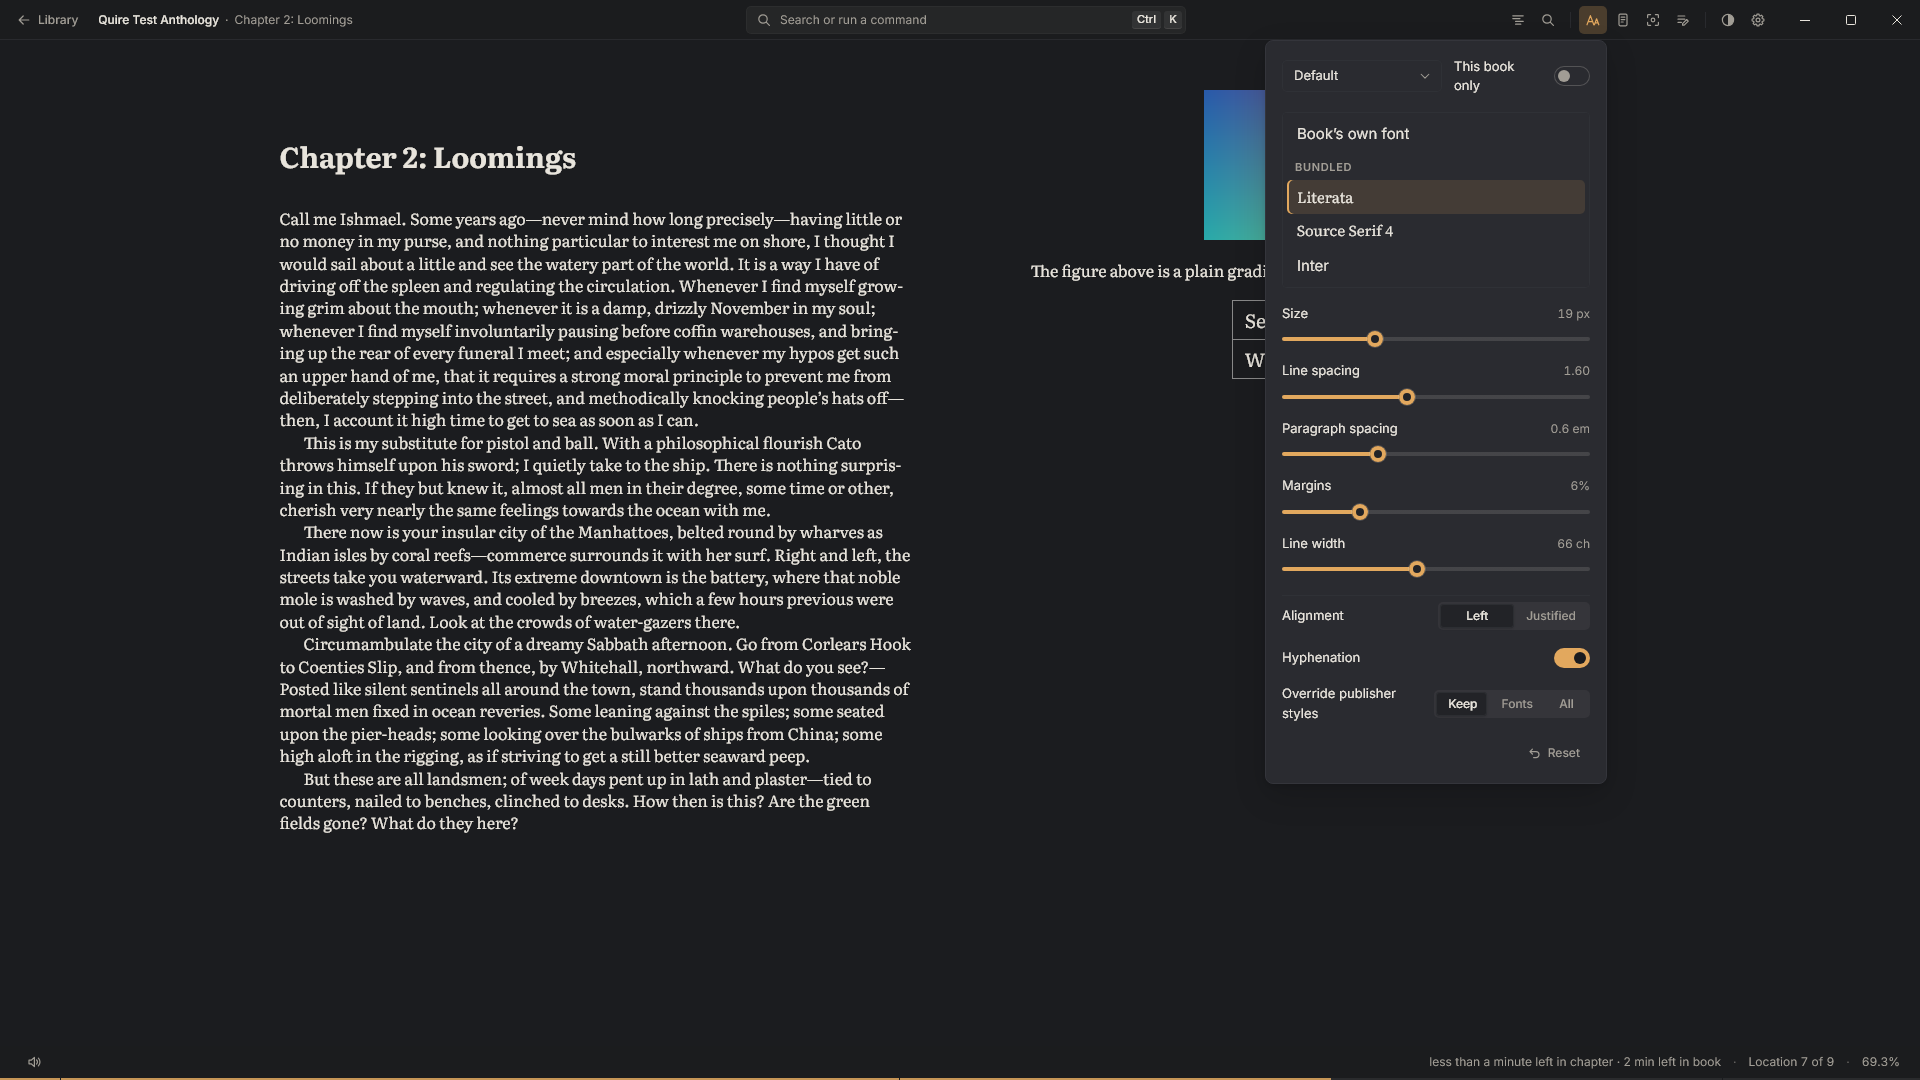 Library
Quire Test Anthology · Chapter 2: Loomings
Search or run a command
Ctrl K
Chapter 2: Loomings
Call me Ishmael. Some years ago—never mind how long precisely—having little or
no money in my purse, and nothing particular to interest me on shore, I thought I
would sail about a little and see the watery part of the world. It is a way I have of
driving off the spleen and regulating the circulation. Whenever I find myself grow-
ing grim about the mouth; whenever it is a damp, drizzly November in my soul;
whenever I find myself involuntarily pausing before coffin warehouses, and bring-
ing up the rear of every funeral I meet; and especially whenever my hypos get such
an upper hand of me, that it requires a strong moral principle to prevent me from
deliberately stepping into the street, and methodically knocking people’s hats off—
then, I account it high time to get to sea as soon as I can.
This is my substitute for pistol and ball. With a philosophical flourish Cato
throws himself upon his sword; I quietly take to the ship. There is nothing surpris-
ing in this. If they but knew it, almost all men in their degree, some time or other,
cherish very nearly the same feelings towards the ocean with me.
There now is your insular city of the Manhattoes, belted round by wharves as
Indian isles by coral reefs—commerce surrounds it with her surf. Right and left, the
streets take you waterward. Its extreme downtown is the battery, where that noble
mole is washed by waves, and cooled by breezes, which a few hours previous were
out of sight of land. Look at the crowds of water-gazers there.
Circumambulate the city of a dreamy Sabbath afternoon. Go from Corlears Hook
to Coenties Slip, and from thence, by Whitehall, northward. What do you see?—
Posted like silent sentinels all around the town, stand thousands upon thousands of
mortal men fixed in ocean reveries. Some leaning against the spiles; some seated
upon the pier-heads; some looking over the bulwarks of ships from China; some
high aloft in the rigging, as if striving to get a still better seaward peep.
But these are all landsmen; of week days pent up in lath and plaster—tied to
counters, nailed to benches, clinched to desks. How then is this? Are the green
fields gone? What do they here?
The figure above is a plain gradi
Se
W
Default
This book
only
Book’s own font
BUNDLED
Literata
Source Serif 4
Inter
Size 19 px
Line spacing 1.60
Paragraph spacing 0.6 em
Margins 6%
Line width 66 ch
Alignment Left Justified
Hyphenation
Override publisher
styles
Keep Fonts All
Reset
less than a minute left in chapter · 2 min left in book · Location 7 of 9 · 69.3%